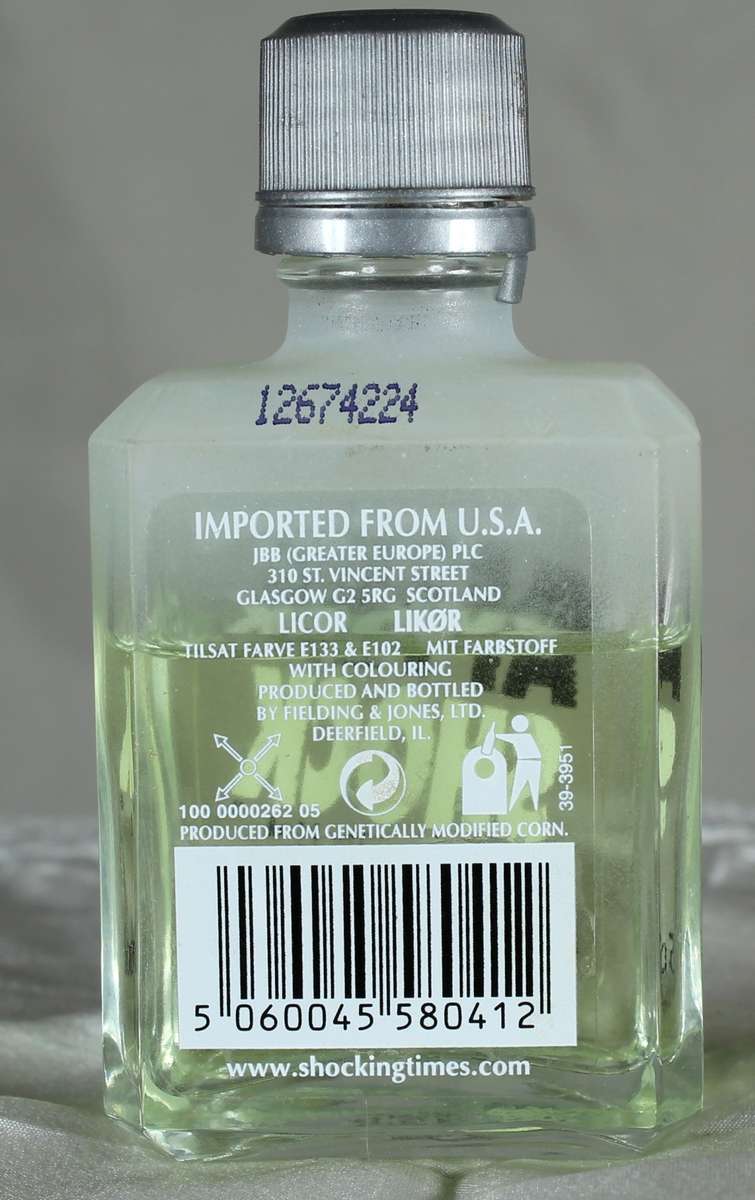 12674224
IMPORTED FROM U.S.A.
JBB (GREATER EUROPE) PLC
310 ST. VINCENT STREET
GLASGOW G2 5RG SCOTLAND
LICOR LIKØR
TILSAT FARVE E133 & E102 MIT FARBSTOFF
WITH COLOURING
PRODUCED AND BOTTLED
BY FIELDING & JONES, LTD.
DEERFIELD, IL.
39-3951
100 0000262 05
PRODUCED FROM GENETICALLY MODIFIED CORN.
5 060045 580412
www.shockingtimes.com